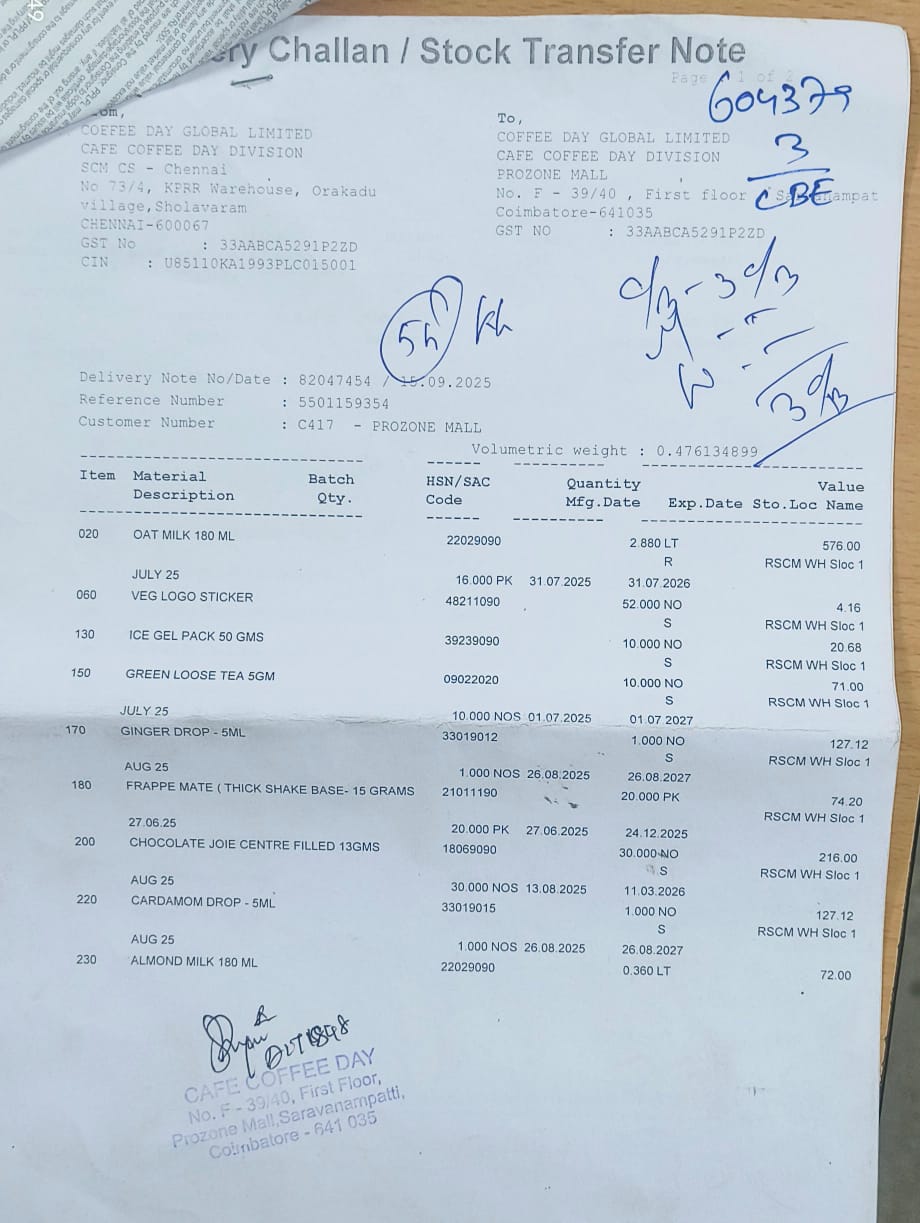 ery Challan / Stock Transfer Note
Page 1 of 2
604379
3
CBE
om,
COFFEE DAY GLOBAL LIMITED
CAFE COFFEE DAY DIVISION
SCM CS - Chennai
No 73/4, KPRR Warehouse, Orakadu
village,Sholavaram
CHENNAI-600067
GST No : 33AABCA5291P2ZD
CIN : U85110KA1993PLC015001
To,
COFFEE DAY GLOBAL LIMITED
CAFE COFFEE DAY DIVISION
PROZONE MALL
No. F - 39/40 , First floor
Coimbatore-641035
GST NO : 33AABCA5291P2ZD
Delivery Note No/Date : 82047454 / 15.09.2025
Reference Number : 5501159354
Customer Number : C417 - PROZONE MALL
Volumetric weight : 0.476134899
Item Material Batch HSN/SAC Quantity Value
Description Qty. Code Mfg.Date Exp.Date Sto.Loc Name
020 OAT MILK 180 ML 22029090 2.880 LT 576.00
R RSCM WH Sloc 1
JULY 25 16.000 PK 31.07.2025 31.07.2026
060 VEG LOGO STICKER 48211090 52.000 NO 4.16
S RSCM WH Sloc 1
130 ICE GEL PACK 50 GMS 39239090 10.000 NO 20.68
S RSCM WH Sloc 1
150 GREEN LOOSE TEA 5GM 09022020 10.000 NO 71.00
S RSCM WH Sloc 1
JULY 25 10.000 NOS 01.07.2025 01.07 2027
170 GINGER DROP - 5ML 33019012 1.000 NO 127.12
S RSCM WH Sloc 1
AUG 25 1.000 NOS 26.08.2025 26.08.2027
180 FRAPPE MATE ( THICK SHAKE BASE- 15 GRAMS 21011190 20.000 PK 74.20
RSCM WH Sloc 1
27.06.25 20.000 PK 27.06.2025 24.12.2025
200 CHOCOLATE JOIE CENTRE FILLED 13GMS 18069090 30.000 NO 216.00
S RSCM WH Sloc 1
AUG 25 30.000 NOS 13.08.2025 11.03.2026
220 CARDAMOM DROP - 5ML 33019015 1.000 NO 127.12
S RSCM WH Sloc 1
AUG 25 1.000 NOS 26.08.2025 26.08.2027
230 ALMOND MILK 180 ML 22029090 0.360 LT 72.00
CAFE COFFEE DAY
No. F - 39/40, First Floor,
Prozone Mall,Saravanampatti,
Coimbatore - 641 035